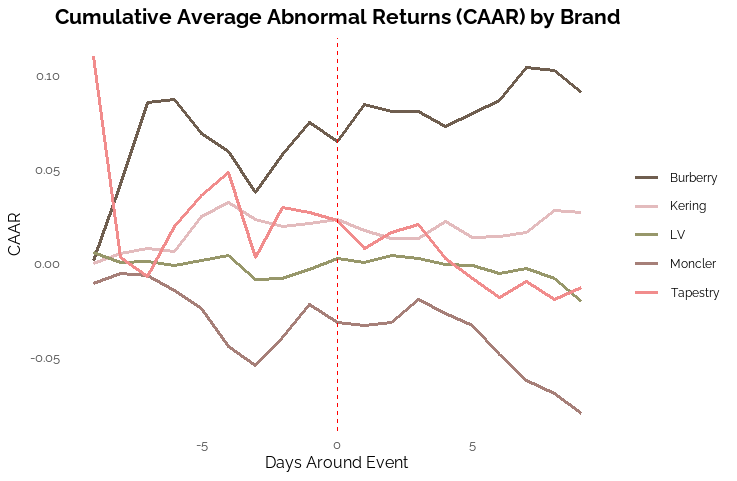 Cumulative Average Abnormal Returns (CAAR) by Brand
CAAR
0.10
0.05
0.00
-0.05
-5
0
5
Days Around Event
Burberry
Kering
LV
Moncler
Tapestry